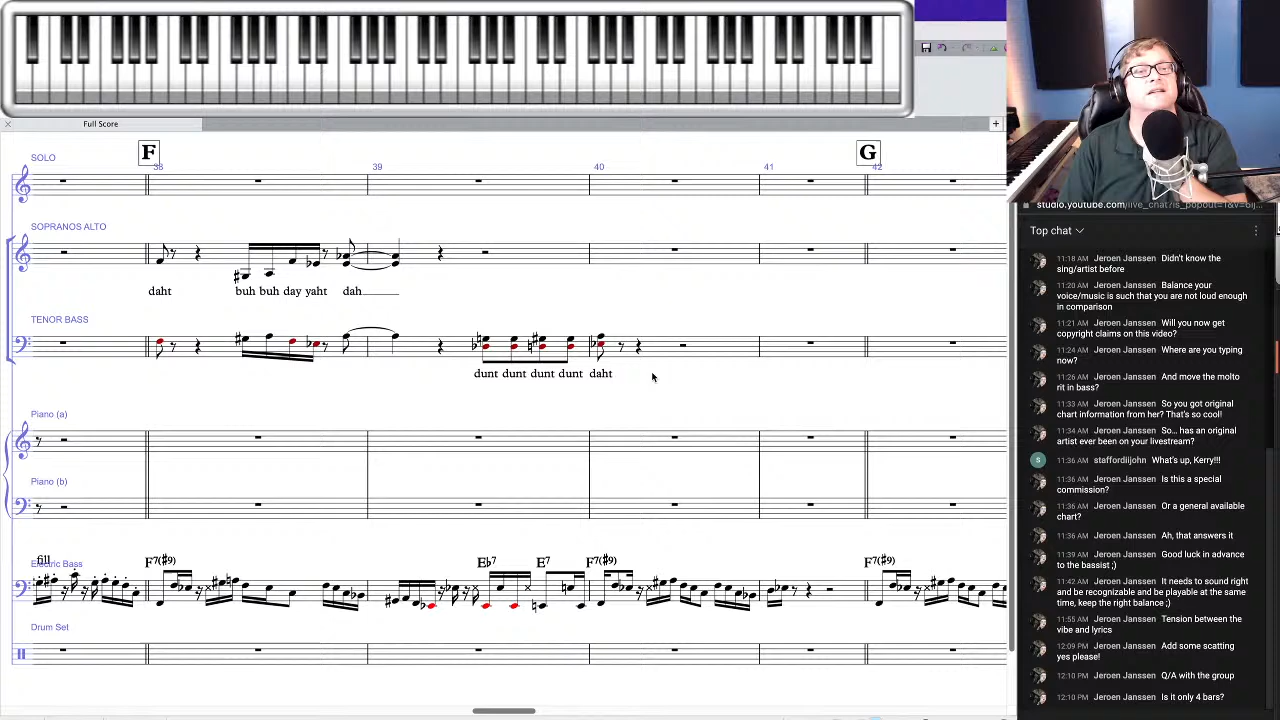 Full Score
+
SOLO
F
38
39
40
41
G
42
SOPRANOS ALTO
daht buh buh day yaht dah
TENOR BASS
dunt dunt dunt dunt daht
Piano (a)
Piano (b)
fill
Electric Bass
F7(#9) Eb7 E7 F7(#9) F7(#9)
Drum Set
Top chat
11:18 AM Jeroen Janssen Didn't know the
sing/artist before
11:20 AM Jeroen Janssen Balance your
voice/music is such that you are not loud enough
in comparison
11:21 AM Jeroen Janssen Will you now get
copyright claims on this video?
11:24 AM Jeroen Janssen Where are you typing
now?
11:26 AM Jeroen Janssen And move the molto
rit in bass?
11:33 AM Jeroen Janssen So you got original
chart information from her? That's so cool!
11:34 AM Jeroen Janssen So... has an original
artist ever been on your livestream?
S 11:36 AM staffordiijohn What's up, Kerry!!!
11:36 AM Jeroen Janssen Is this a special
commission?
11:36 AM Jeroen Janssen Or a general available
chart?
11:36 AM Jeroen Janssen Ah, that answers it
11:39 AM Jeroen Janssen Good luck in advance
to the bassist ;)
11:42 AM Jeroen Janssen It needs to sound right
and be recognizable and be playable at the same
time, keep the right balance ;)
11:55 AM Jeroen Janssen Tension between the
vibe and lyrics
12:09 PM Jeroen Janssen Add some scatting
yes please!
12:10 PM Jeroen Janssen Q/A with the group
12:10 PM Jeroen Janssen Is it only 4 bars?